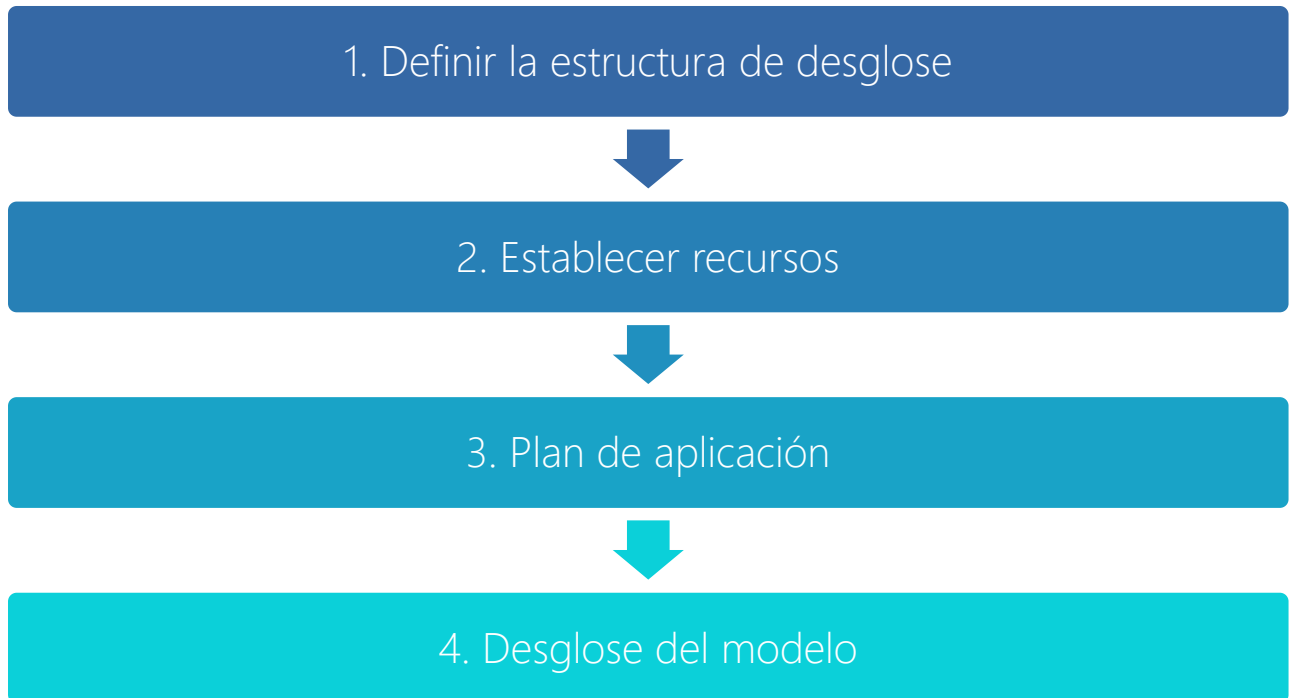 1. Definir la estructura de desglose
2. Establecer recursos
3. Plan de aplicación
4. Desglose del modelo